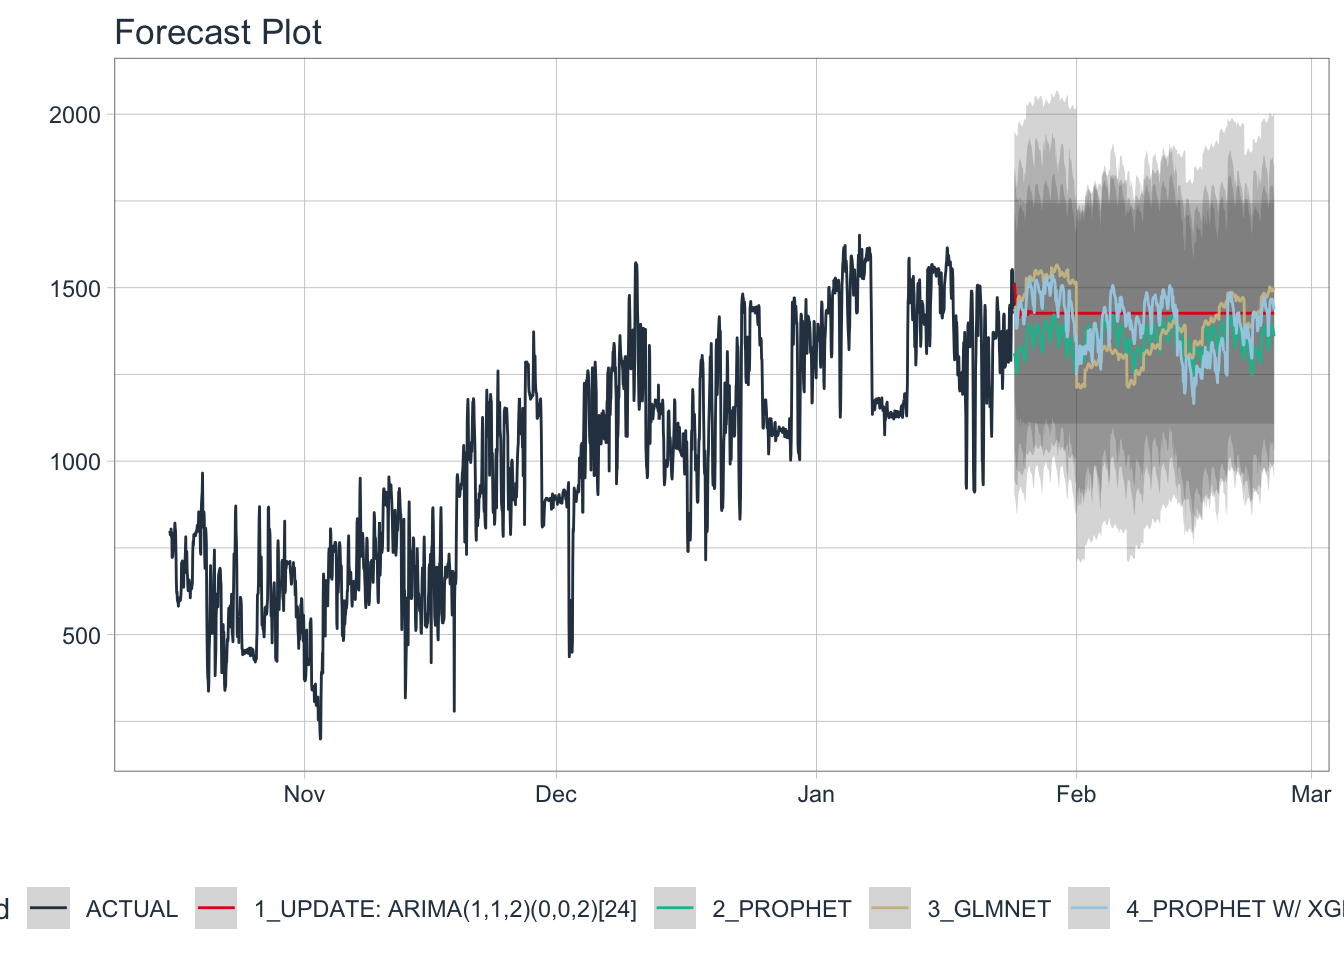 Forecast Plot
2000
1500
1000
500
Nov Dec Jan Feb Mar
ACTUAL 1_UPDATE: ARIMA(1,1,2)(0,0,2)[24] 2_PROPHET 3_GLMNET 4_PROPHET W/